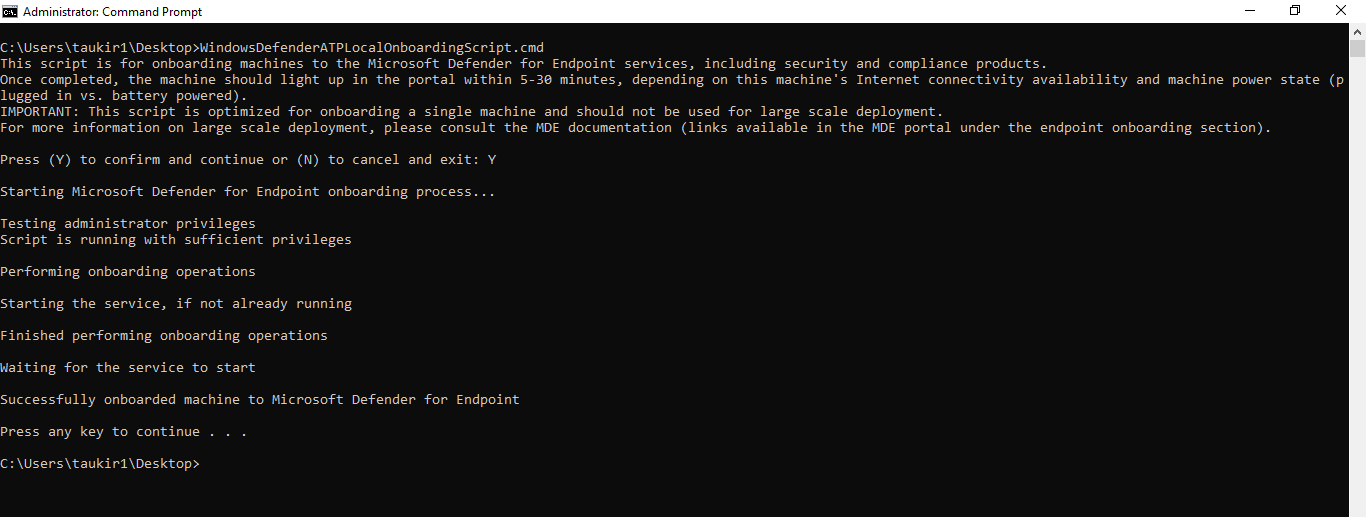 Administrator: Command Prompt
C:\Users\taukir1\Desktop>WindowsDefenderATPLocalOnboardingScript.cmd
This script is for onboarding machines to the Microsoft Defender for Endpoint services, including security and compliance products.
Once completed, the machine should light up in the portal within 5-30 minutes, depending on this machine's Internet connectivity availability and machine power state (p
lugged in vs. battery powered).
IMPORTANT: This script is optimized for onboarding a single machine and should not be used for large scale deployment.
For more information on large scale deployment, please consult the MDE documentation (links available in the MDE portal under the endpoint onboarding section).
Press (Y) to confirm and continue or (N) to cancel and exit: Y
Starting Microsoft Defender for Endpoint onboarding process...
Testing administrator privileges
Script is running with sufficient privileges
Performing onboarding operations
Starting the service, if not already running
Finished performing onboarding operations
Waiting for the service to start
Successfully onboarded machine to Microsoft Defender for Endpoint
Press any key to continue . . .
C:\Users\taukir1\Desktop>